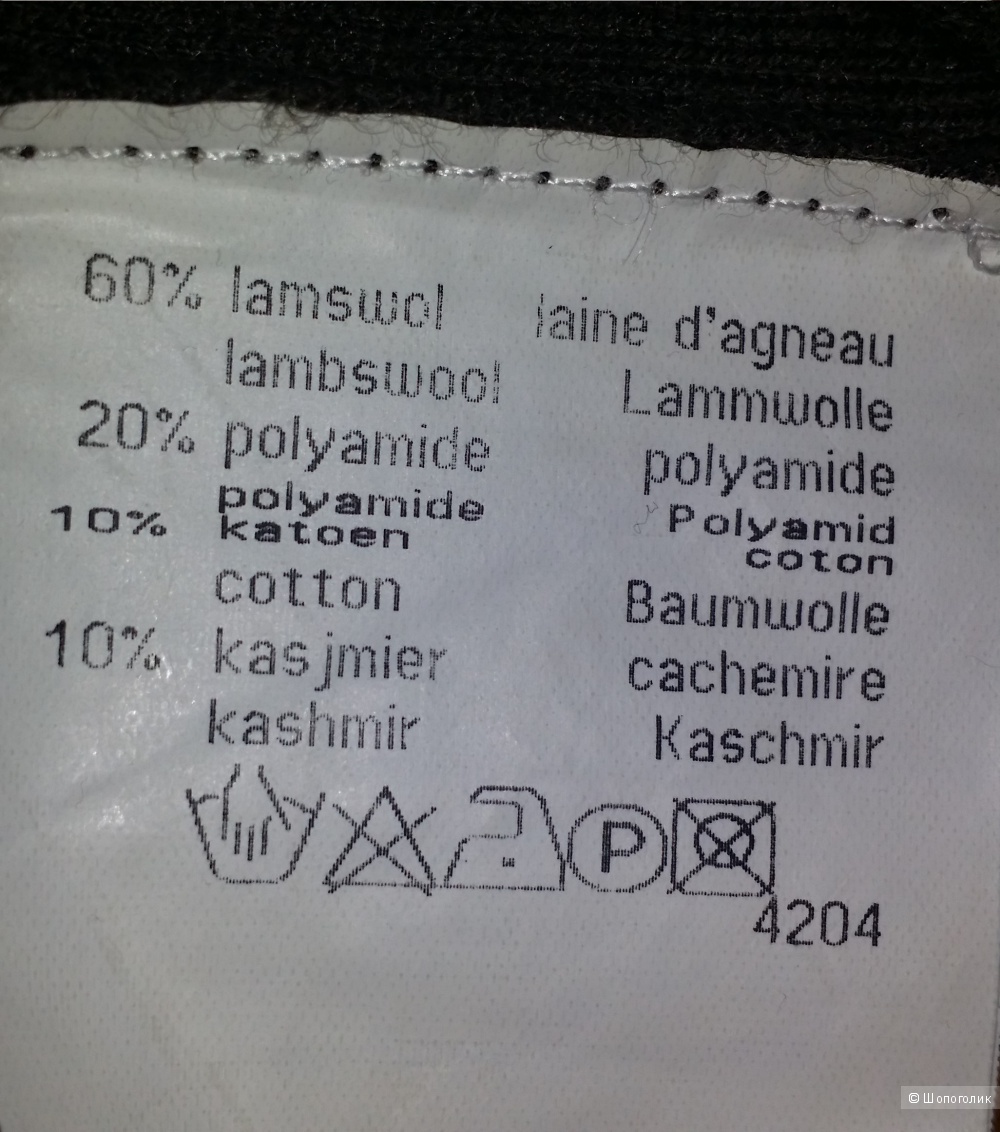 60% lamswol laine d'agneau
lambswool Lammwolle
20% polyamide polyamide
polyamide Polyamid
10% katoen coton
cotton Baumwolle
10% kasjmier cachemire
kashmir Kaschmir
P
4204
© Шопоголик